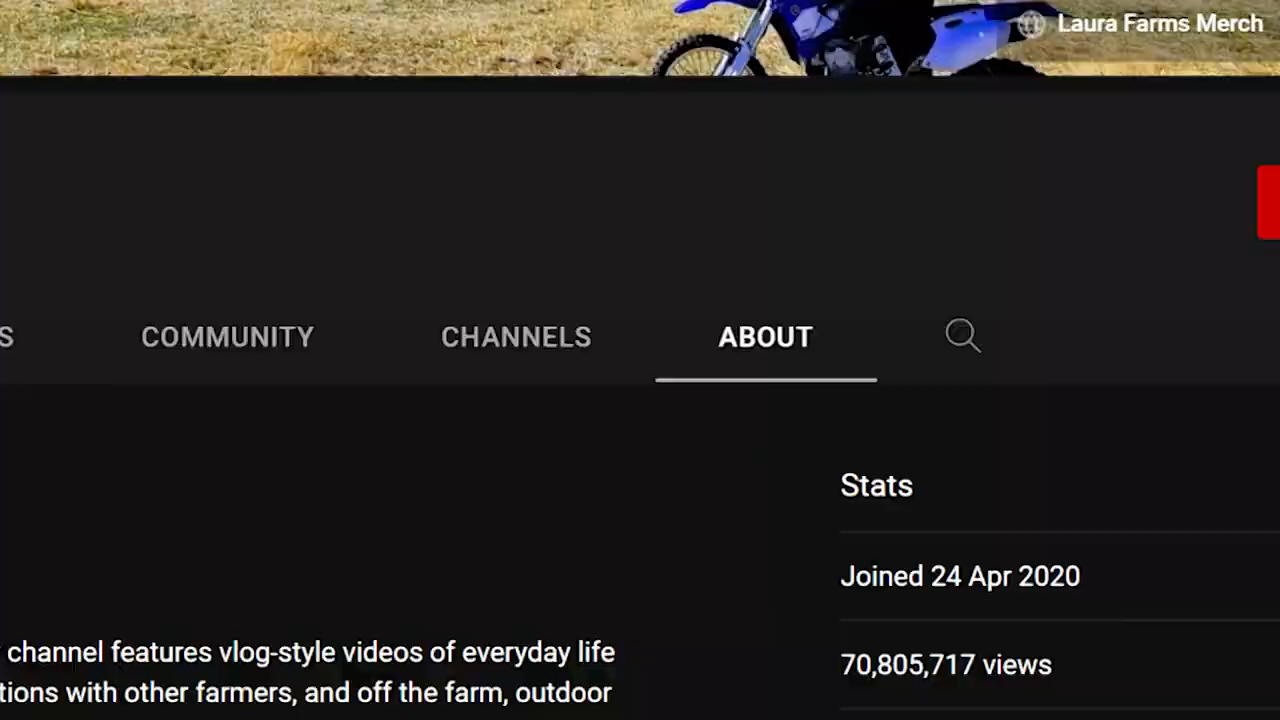 Laura Farms Merch
S COMMUNITY CHANNELS ABOUT
Stats
Joined 24 Apr 2020
channel features vlog-style videos of everyday life
70,805,717 views
tions with other farmers, and off the farm, outdoor